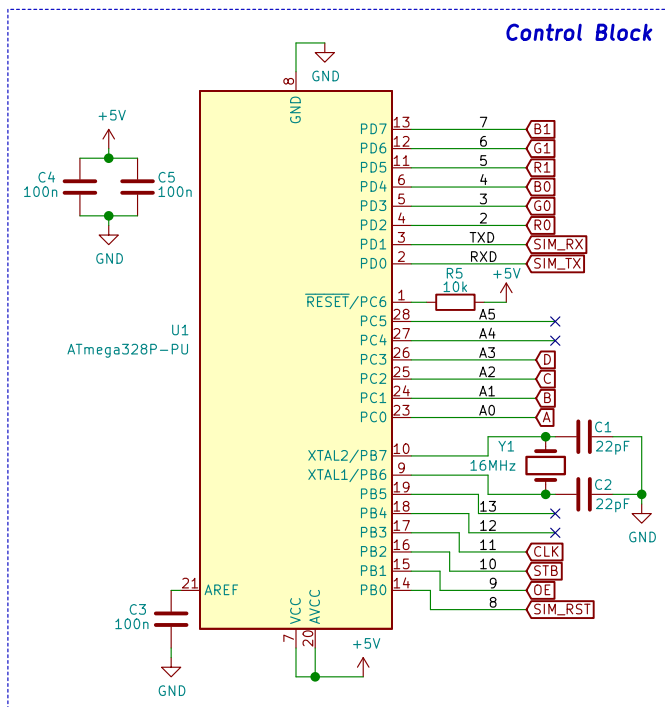 Control Block
8
GND
GND
+5V
C4
100n
C5
100n
GND
PD7 13 7 B1
PD6 12 6 G1
PD5 11 5 R1
PD4 6 4 B0
PD3 5 3 G0
PD2 4 2 R0
PD1 3 TXD SIM_RX
PD0 2 RXD SIM_TX
R5
10k
+5V
RESET/PC6 1
PC5 28 A5
PC4 27 A4
PC3 26 A3 D
PC2 25 A2 C
PC1 24 A1 B
PC0 23 A0 A
U1
ATmega328P-PU
XTAL2/PB7 10
XTAL1/PB6 9
Y1
16MHz
C1
22pF
C2
22pF
GND
PB5 19 13
PB4 18 12
PB3 17 11 CLK
PB2 16 10 STB
PB1 15 9 OE
PB0 14 8 SIM_RST
21 AREF
C3
100n
GND
VCC
AVCC
7
20
+5V